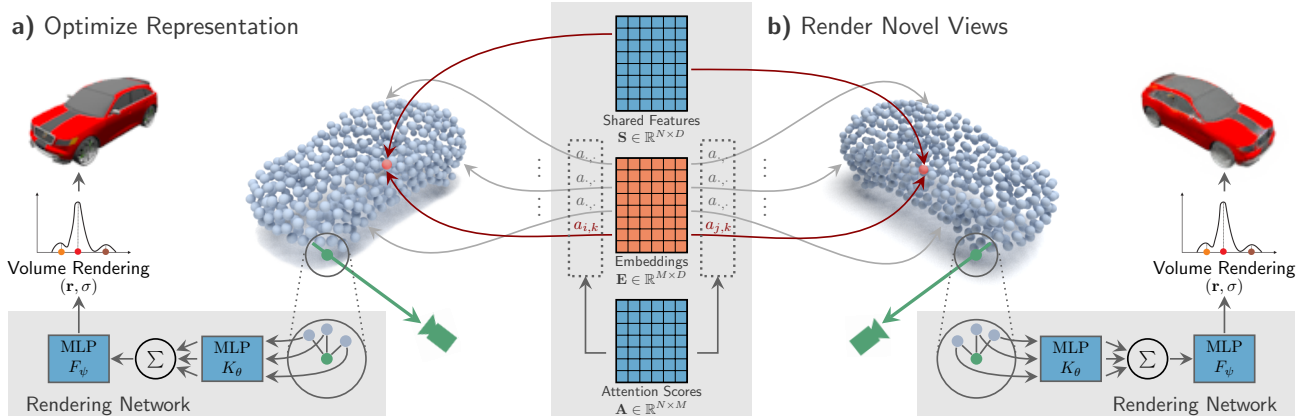 a) Optimize Representation
b) Render Novel Views
Shared Features
S ∈ ℝ^{N×D}
a.,.
a.,.
a.,.
a_{i,k}
a.,.
a.,.
a.,.
a_{j,k}
Embeddings
E ∈ ℝ^{M×D}
Attention Scores
A ∈ ℝ^{N×M}
Volume Rendering
(r, σ)
MLP
F_ψ
Σ
MLP
K_θ
Rendering Network
Volume Rendering
(r, σ)
MLP
K_θ
Σ
MLP
F_ψ
Rendering Network